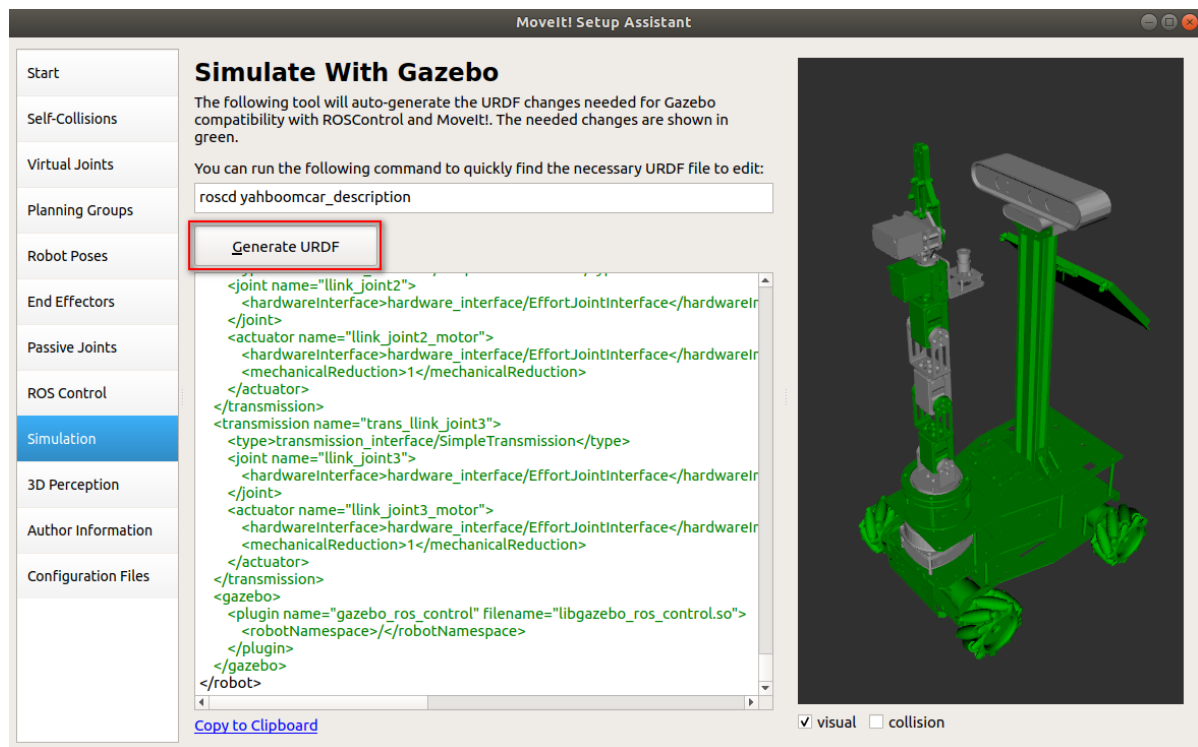 MoveIt! Setup Assistant
Start
Self-Collisions
Virtual Joints
Planning Groups
Robot Poses
End Effectors
Passive Joints
ROS Control
Simulation
3D Perception
Author Information
Configuration Files
Simulate With Gazebo
The following tool will auto-generate the URDF changes needed for Gazebo
compatibility with ROSControl and MoveIt!. The needed changes are shown in
green.
You can run the following command to quickly find the necessary URDF file to edit:
roscd yahboomcar_description
Generate URDF
<joint name="llink_joint2">
<hardwareInterface>hardware_interface/EffortJointInterface</hardwareIn
</joint>
<actuator name="llink_joint2_motor">
<hardwareInterface>hardware_interface/EffortJointInterface</hardwareIn
<mechanicalReduction>1</mechanicalReduction>
</actuator>
</transmission>
<transmission name="trans_llink_joint3">
<type>transmission_interface/SimpleTransmission</type>
<joint name="llink_joint3">
<hardwareInterface>hardware_interface/EffortJointInterface</hardwareIn
</joint>
<actuator name="llink_joint3_motor">
<hardwareInterface>hardware_interface/EffortJointInterface</hardwareIn
<mechanicalReduction>1</mechanicalReduction>
</actuator>
</transmission>
<gazebo>
<plugin name="gazebo_ros_control" filename="libgazebo_ros_control.so">
<robotNamespace>/</robotNamespace>
</plugin>
</gazebo>
</robot>
Copy to Clipboard
visual
collision